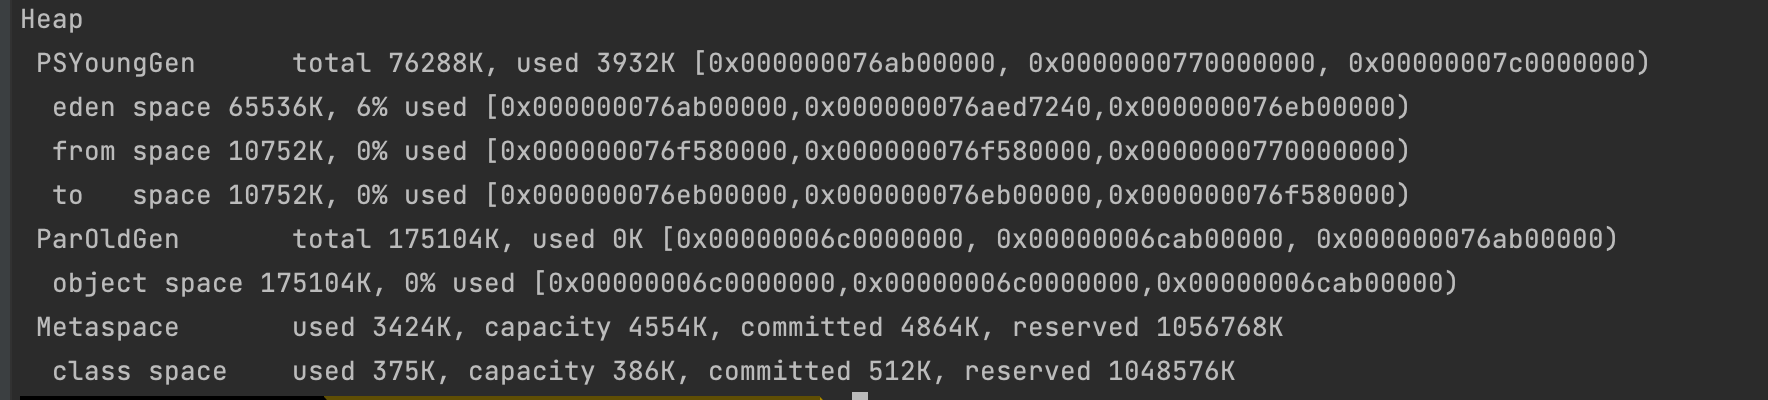 Heap
 PSYoungGen      total 76288K, used 3932K [0x000000076ab00000, 0x0000000770000000, 0x00000007c0000000)
  eden space 65536K, 6% used [0x000000076ab00000,0x000000076aed7240,0x000000076eb00000)
  from space 10752K, 0% used [0x000000076f580000,0x000000076f580000,0x0000000770000000)
  to   space 10752K, 0% used [0x000000076eb00000,0x000000076eb00000,0x000000076f580000)
 ParOldGen       total 175104K, used 0K [0x00000006c0000000, 0x00000006cab00000, 0x000000076ab00000)
  object space 175104K, 0% used [0x00000006c0000000,0x00000006c0000000,0x00000006cab00000)
 Metaspace       used 3424K, capacity 4554K, committed 4864K, reserved 1056768K
  class space    used 375K, capacity 386K, committed 512K, reserved 1048576K